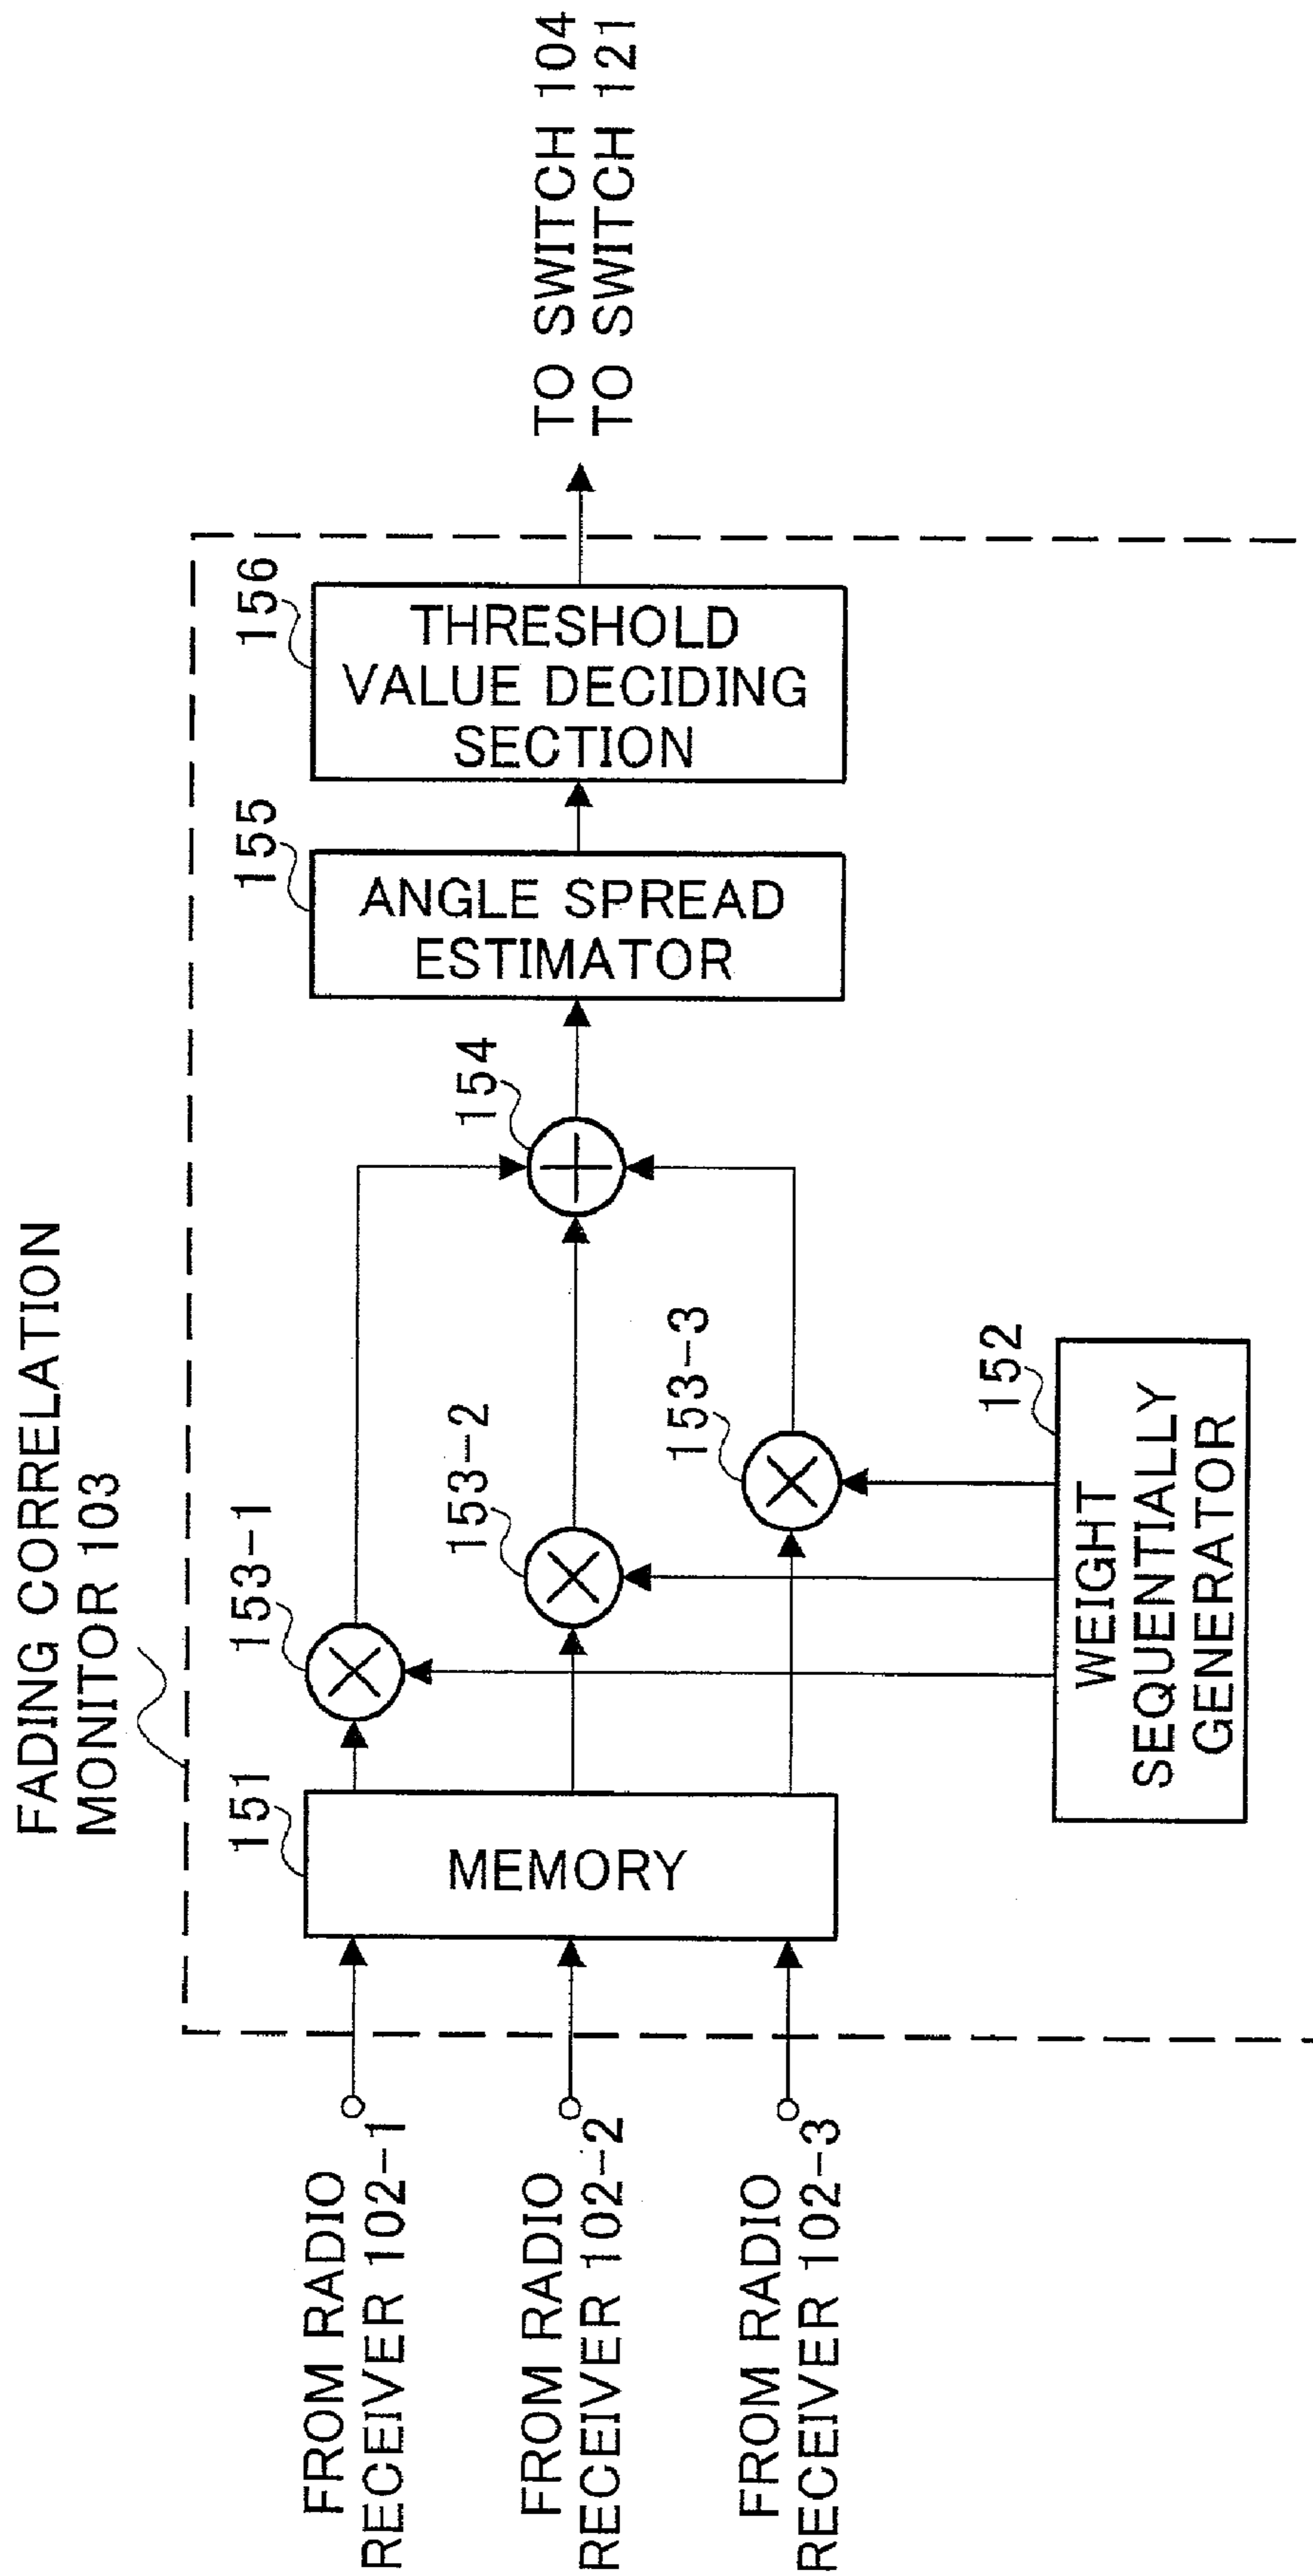 FADING CORRELATION
MONITOR 103
FROM RADIO
RECEIVER 102-1
FROM RADIO
RECEIVER 102-2
FROM RADIO
RECEIVER 102-3
151
MEMORY
153-1
153-2
153-3
152
WEIGHT
SEQUENTIALLY
GENERATOR
154
155
ANGLE SPREAD
ESTIMATOR
156
THRESHOLD
VALUE DECIDING
SECTION
TO SWITCH 104
TO SWITCH 121